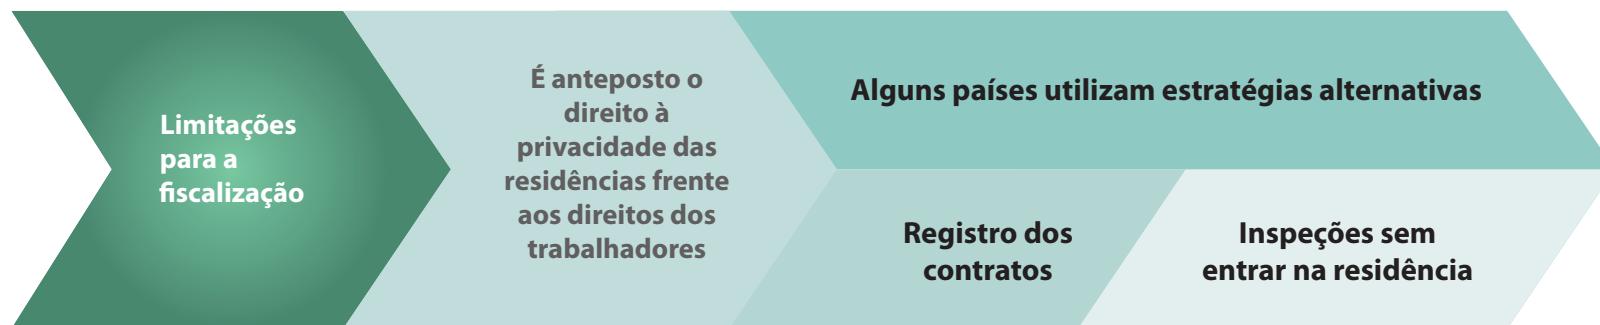 Limitações
para a
fiscalização
É anteposto o
direito à
privacidade das
residências frente
aos direitos dos
trabalhadores
Alguns países utilizam estratégias alternativas
Registro dos
contratos
Inspeções sem
entrar na residência